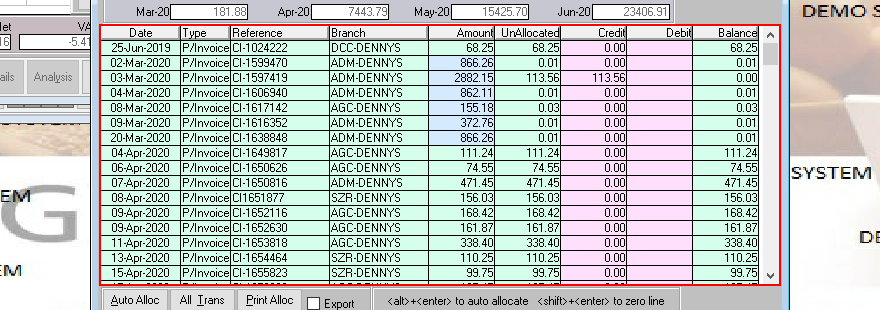 Mar-20 181.88 Apr-20 7443.79 May-20 15425.70 Jun-20 23406.91
DEMO S
let VA
16 -5.41
ails Analysis
Date Type Reference Branch Amount UnAllocated Credit Debit Balance
25-Jun-2019 P/Invoice CI-1024222 DCC-DENNYS 68.25 68.25 0.00 68.25
02-Mar-2020 P/Invoice CI-1599470 ADM-DENNYS 866.26 0.01 0.00 0.01
03-Mar-2020 P/Invoice CI-1597419 ADM-DENNYS 2882.15 113.56 113.56 0.00
04-Mar-2020 P/Invoice CI-1606940 ADM-DENNYS 862.11 0.01 0.00 0.01
08-Mar-2020 P/Invoice CI-1617142 AGC-DENNYS 155.18 0.03 0.00 0.03
09-Mar-2020 P/Invoice CI-1616352 ADM-DENNYS 372.76 0.01 0.00 0.01
20-Mar-2020 P/Invoice CI-1638848 ADM-DENNYS 866.26 0.01 0.00 0.01
04-Apr-2020 P/Invoice CI-1649817 AGC-DENNYS 111.24 111.24 0.00 111.24
06-Apr-2020 P/Invoice CI-1650626 AGC-DENNYS 74.55 74.55 0.00 74.55
07-Apr-2020 P/Invoice CI-1650816 ADM-DENNYS 471.45 471.45 0.00 471.45
08-Apr-2020 P/Invoice CI1651877 SZR-DENNYS 156.03 156.03 0.00 156.03
09-Apr-2020 P/Invoice CI-1652116 AGC-DENNYS 168.42 168.42 0.00 168.42
09-Apr-2020 P/Invoice CI-1652630 AGC-DENNYS 161.87 161.87 0.00 161.87
11-Apr-2020 P/Invoice CI-1653818 AGC-DENNYS 338.40 338.40 0.00 338.40
13-Apr-2020 P/Invoice CI-1654464 SZR-DENNYS 110.25 110.25 0.00 110.25
15-Apr-2020 P/Invoice CI-1655823 SZR-DENNYS 99.75 99.75 0.00 99.75
SYSTEM
EM
G
DE
EM
Auto Alloc All Trans Print Alloc Export <alt>+<enter> to auto allocate <shift>+<enter> to zero line